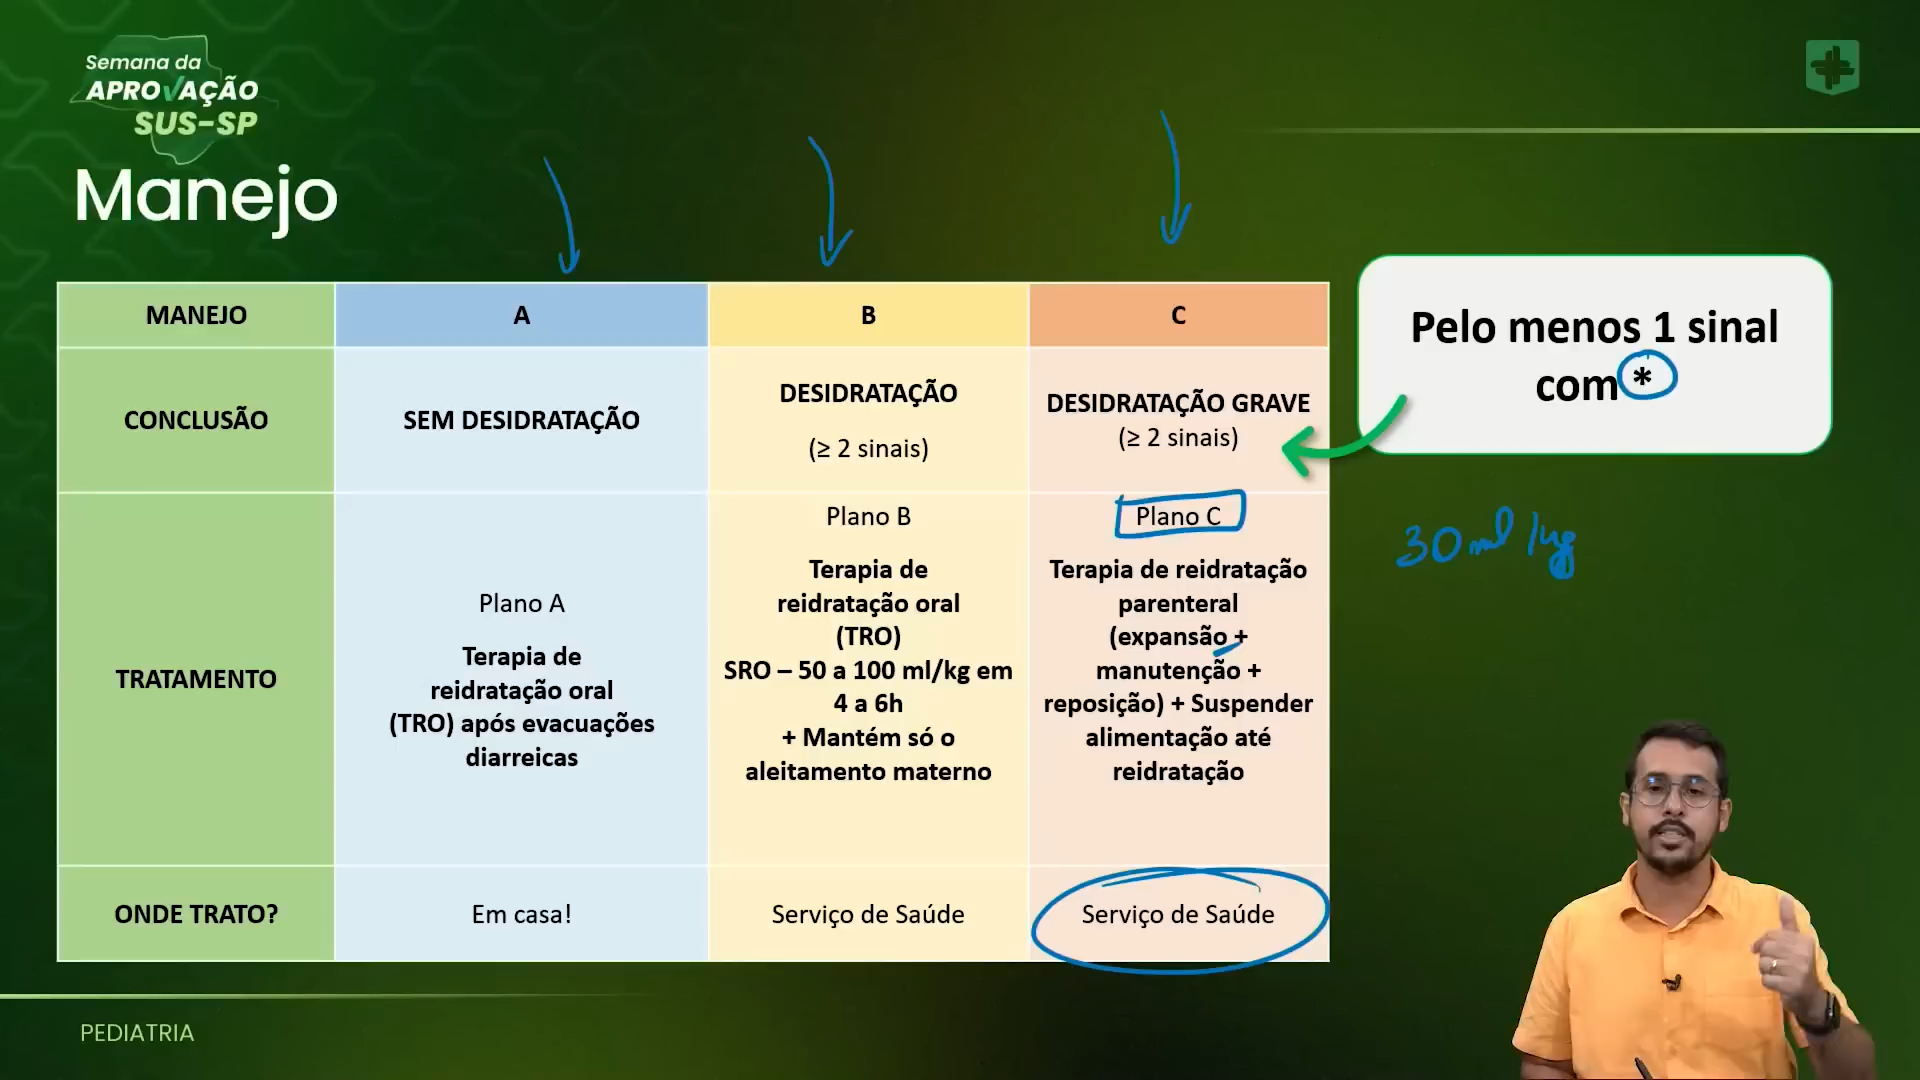 Semana da
APROVAÇÃO
SUS-SP
Manejo
MANEJO
A
B
C
CONCLUSÃO
SEM DESIDRATAÇÃO
DESIDRATAÇÃO
(≥ 2 sinais)
DESIDRATAÇÃO GRAVE
(≥ 2 sinais)
Pelo menos 1 sinal
com *
TRATAMENTO
Plano A
Terapia de
reidratação oral
(TRO) após evacuações
diarreicas
Plano B
Terapia de
reidratação oral
(TRO)
SRO – 50 a 100 ml/kg em
4 a 6h
+ Mantém só o
aleitamento materno
Plano C
Terapia de reidratação
parenteral
(expansão +
manutenção +
reposição) + Suspender
alimentação até
reidratação
30 ml/kg
ONDE TRATO?
Em casa!
Serviço de Saúde
Serviço de Saúde
PEDIATRIA